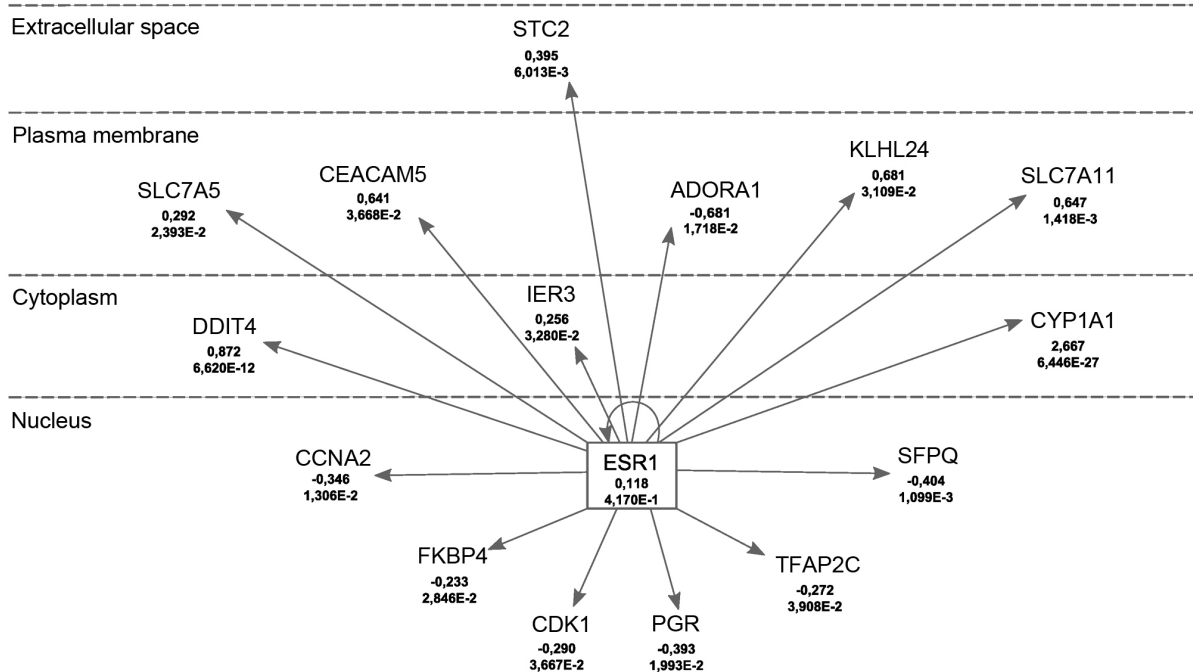 Extracellular space
STC2
0,395
6,013E-3
Plasma membrane
SLC7A5
0,292
2,393E-2
CEACAM5
0,641
3,668E-2
ADORA1
-0,681
1,718E-2
KLHL24
0,681
3,109E-2
SLC7A11
0,647
1,418E-3
Cytoplasm
DDIT4
0,872
6,620E-12
IER3
0,256
3,280E-2
CYP1A1
2,667
6,446E-27
Nucleus
CCNA2
-0,346
1,306E-2
ESR1
0,118
4,170E-1
SFPQ
-0,404
1,099E-3
FKBP4
-0,233
2,846E-2
TFAP2C
-0,272
3,908E-2
CDK1
-0,290
3,667E-2
PGR
-0,393
1,993E-2